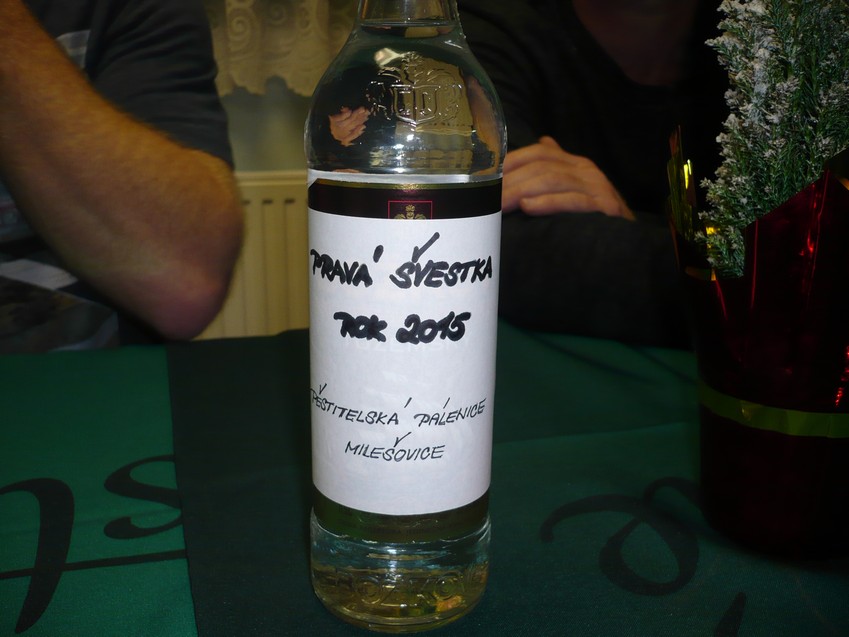 PRAVÁ ŠVESTKA
ROK 2015
PĚSTITELSKÁ PÁLENICE
MILEŠOVICE